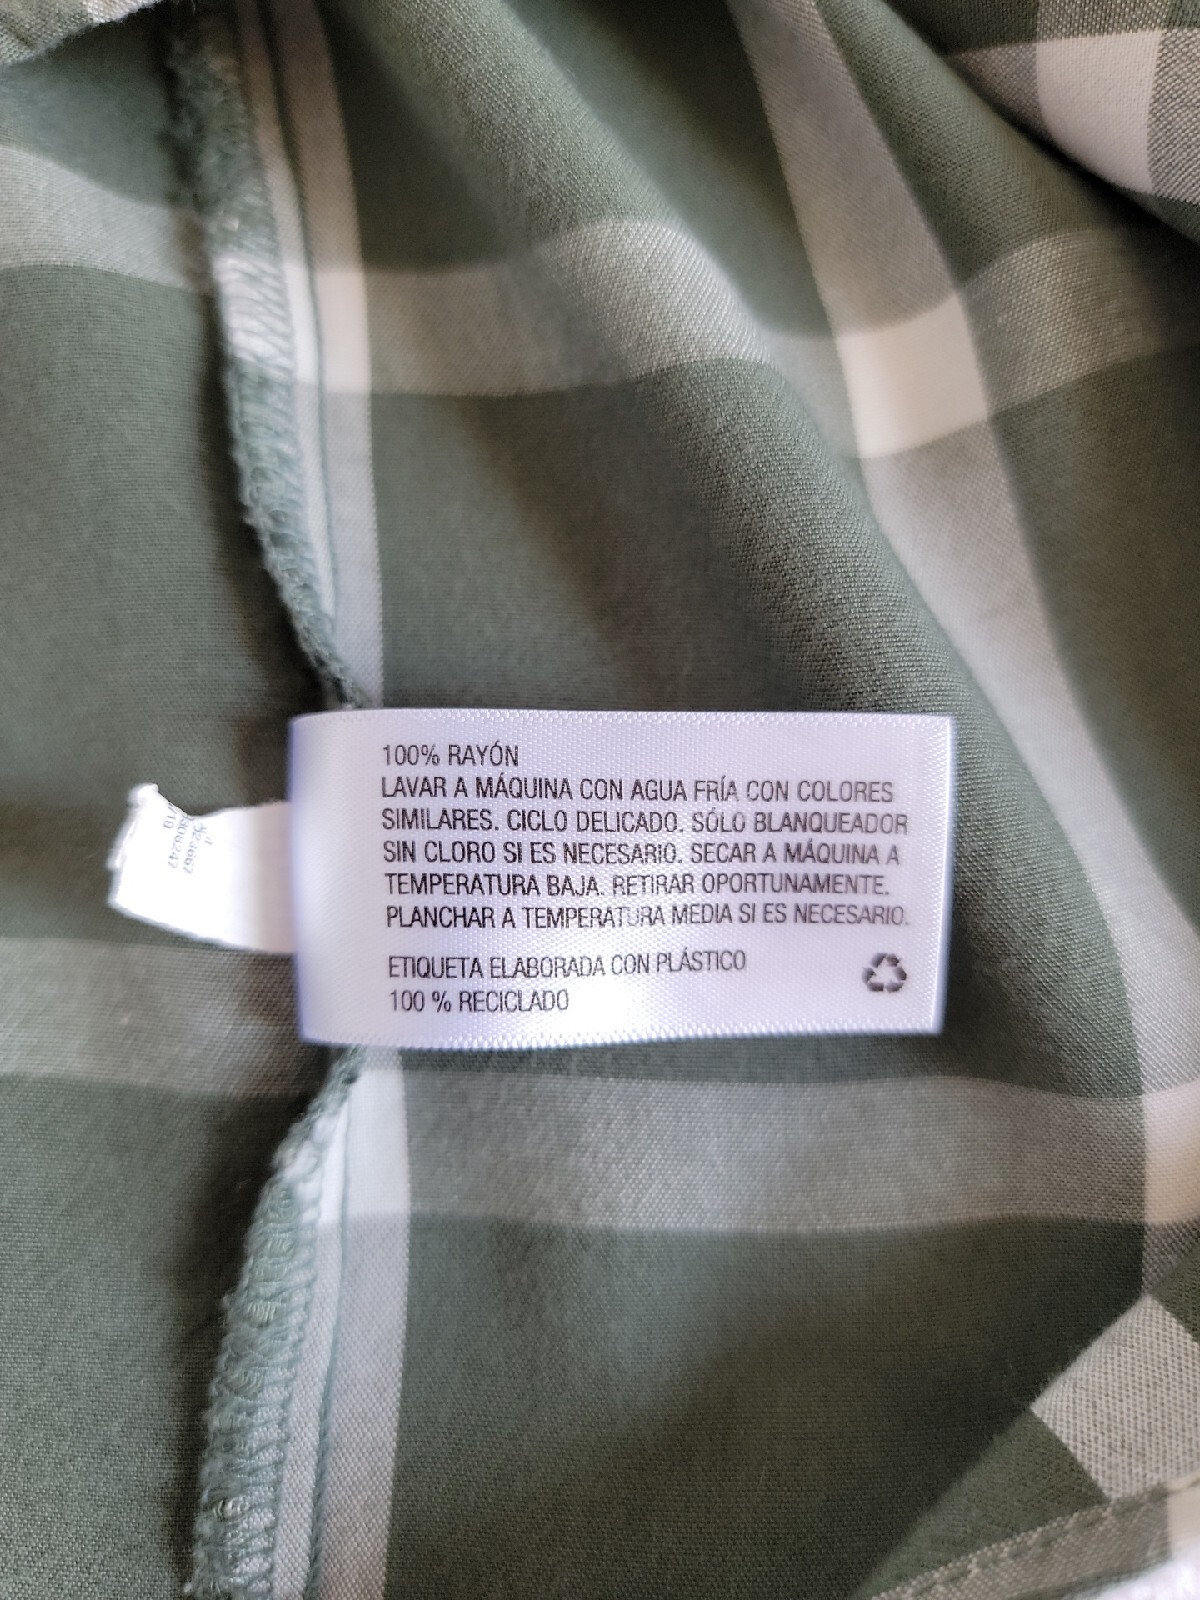 100% RAYÓN
LAVAR A MÁQUINA CON AGUA FRÍA CON COLORES
SIMILARES. CICLO DELICADO. SÓLO BLANQUEADOR
SIN CLORO SI ES NECESARIO. SECAR A MÁQUINA A
TEMPERATURA BAJA. RETIRAR OPORTUNAMENTE.
PLANCHAR A TEMPERATURA MEDIA SI ES NECESARIO.
ETIQUETA ELABORADA CON PLÁSTICO
100 % RECICLADO